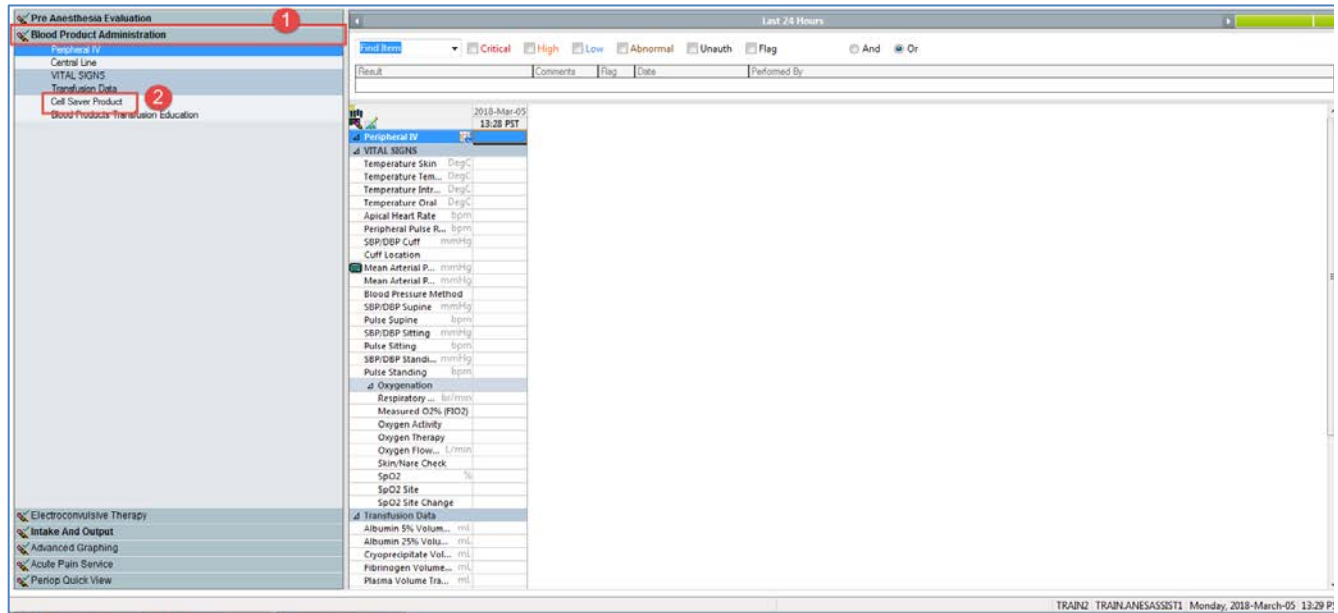 Pre Anesthesia Evaluation
1
Blood Product Administration
Peripheral IV
Central Line
VITAL SIGNS
Transfusion Data
Cell Saver Product
2
Blood Products Transfusion Education
Electroconvulsive Therapy
Intake And Output
Advanced Graphing
Acute Pain Service
Periop Quick View
Last 24 Hours
Find Item Critical High Low Abnormal Unauth Flag And Or
Result Comments Flag Date Performed By
2018-Mar-05
13:28 PST
Peripheral IV
VITAL SIGNS
Temperature Skin DegC
Temperature Tem... DegC
Temperature Intr... DegC
Temperature Oral DegC
Apical Heart Rate bpm
Peripheral Pulse R... bpm
SBP/DBP Cuff mmHg
Cuff Location
Mean Arterial P... mmHg
Mean Arterial P... mmHg
Blood Pressure Method
SBP/DBP Supine mmHg
Pulse Supine bpm
SBP/DBP Sitting mmHg
Pulse Sitting bpm
SBP/DBP Standi... mmHg
Pulse Standing bpm
Oxygenation
Respiratory ... br/min
Measured O2% (FIO2)
Oxygen Activity
Oxygen Therapy
Oxygen Flow... L/min
Skin/Nare Check
SpO2 %
SpO2 Site
SpO2 Site Change
Transfusion Data
Albumin 5% Volum... mL
Albumin 25% Volu... mL
Cryoprecipitate Vol... mL
Fibrinogen Volume... mL
Plasma Volume Tra... mL
TRAIN2 TRAIN.ANESASSIST1 Monday, 2018-March-05 13:29 P